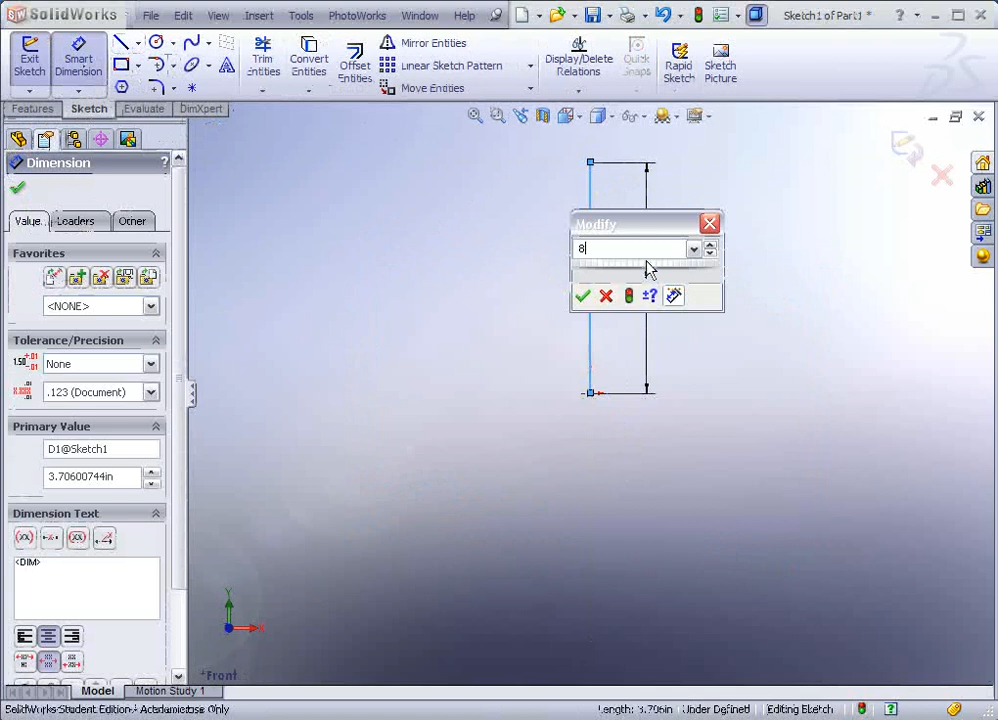 SolidWorks File Edit View Insert Tools PhotoWorks Window Help Sketch1 of Part1 *
Exit Sketch
Smart Dimension
Trim Entities
Convert Entities
Offset Entities
Mirror Entities
Linear Sketch Pattern
Move Entities
Display/Delete Relations
Quick Snaps
Rapid Sketch
Sketch Picture
Features Sketch Evaluate DimXpert
Dimension ?
Value Leaders Other
Favorites
<NONE>
Tolerance/Precision
None
.123 (Document)
Primary Value
D1@Sketch1
3.70600744in
Dimension Text
<DIM>
Modify
8
Y
X
*Front
Model Motion Study 1
SolidWorks Student Edition - Academic Use Only Length: 3.706in Under Defined Editing Sketch